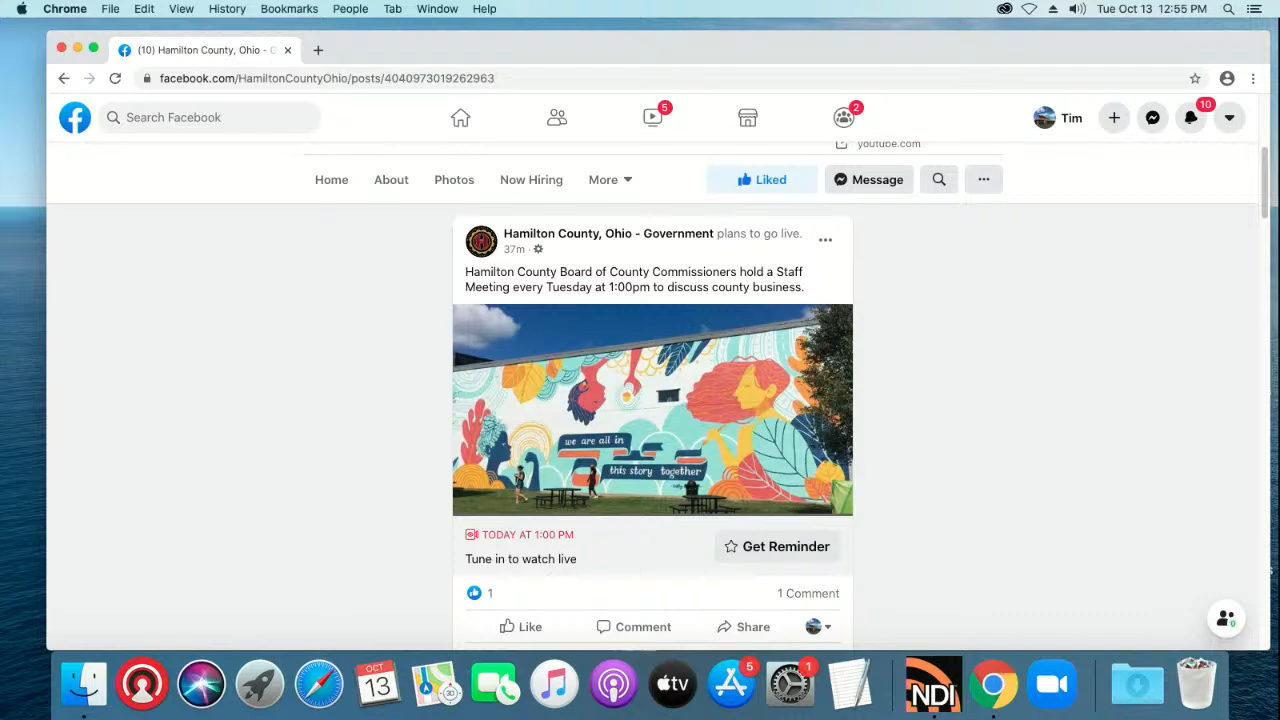 Chrome File Edit View History Bookmarks People Tab Window Help Tue Oct 13 12:55 PM
(10) Hamilton County, Ohio - G
facebook.com/HamiltonCountyOhio/posts/4040973019262963
Search Facebook 5 2 Tim 10
youtube.com
Home About Photos Now Hiring More Liked Message
Hamilton County, Ohio - Government plans to go live.
37m
Hamilton County Board of County Commissioners hold a Staff
Meeting every Tuesday at 1:00pm to discuss county business.
we are all in
this story together
TODAY AT 1:00 PM
Tune in to watch live
Get Reminder
1 1 Comment
Like Comment Share
0
OCT
13
3D
tv
5
1
NDI